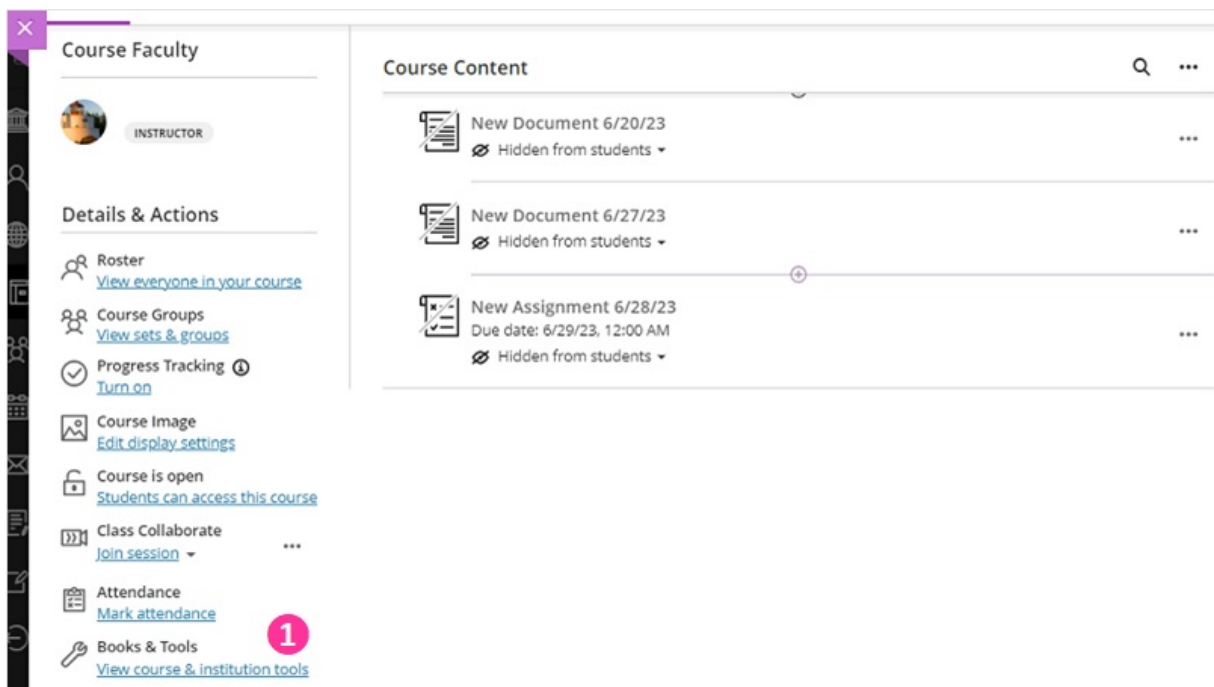 Course Faculty
INSTRUCTOR
Details & Actions
Roster
View everyone in your course
Course Groups
View sets & groups
Progress Tracking
Turn on
Course Image
Edit display settings
Course is open
Students can access this course
Class Collaborate
Join session
Attendance
Mark attendance
1
Books & Tools
View course & institution tools
Course Content
New Document 6/20/23
Hidden from students
New Document 6/27/23
Hidden from students
New Assignment 6/28/23
Due date: 6/29/23, 12:00 AM
Hidden from students